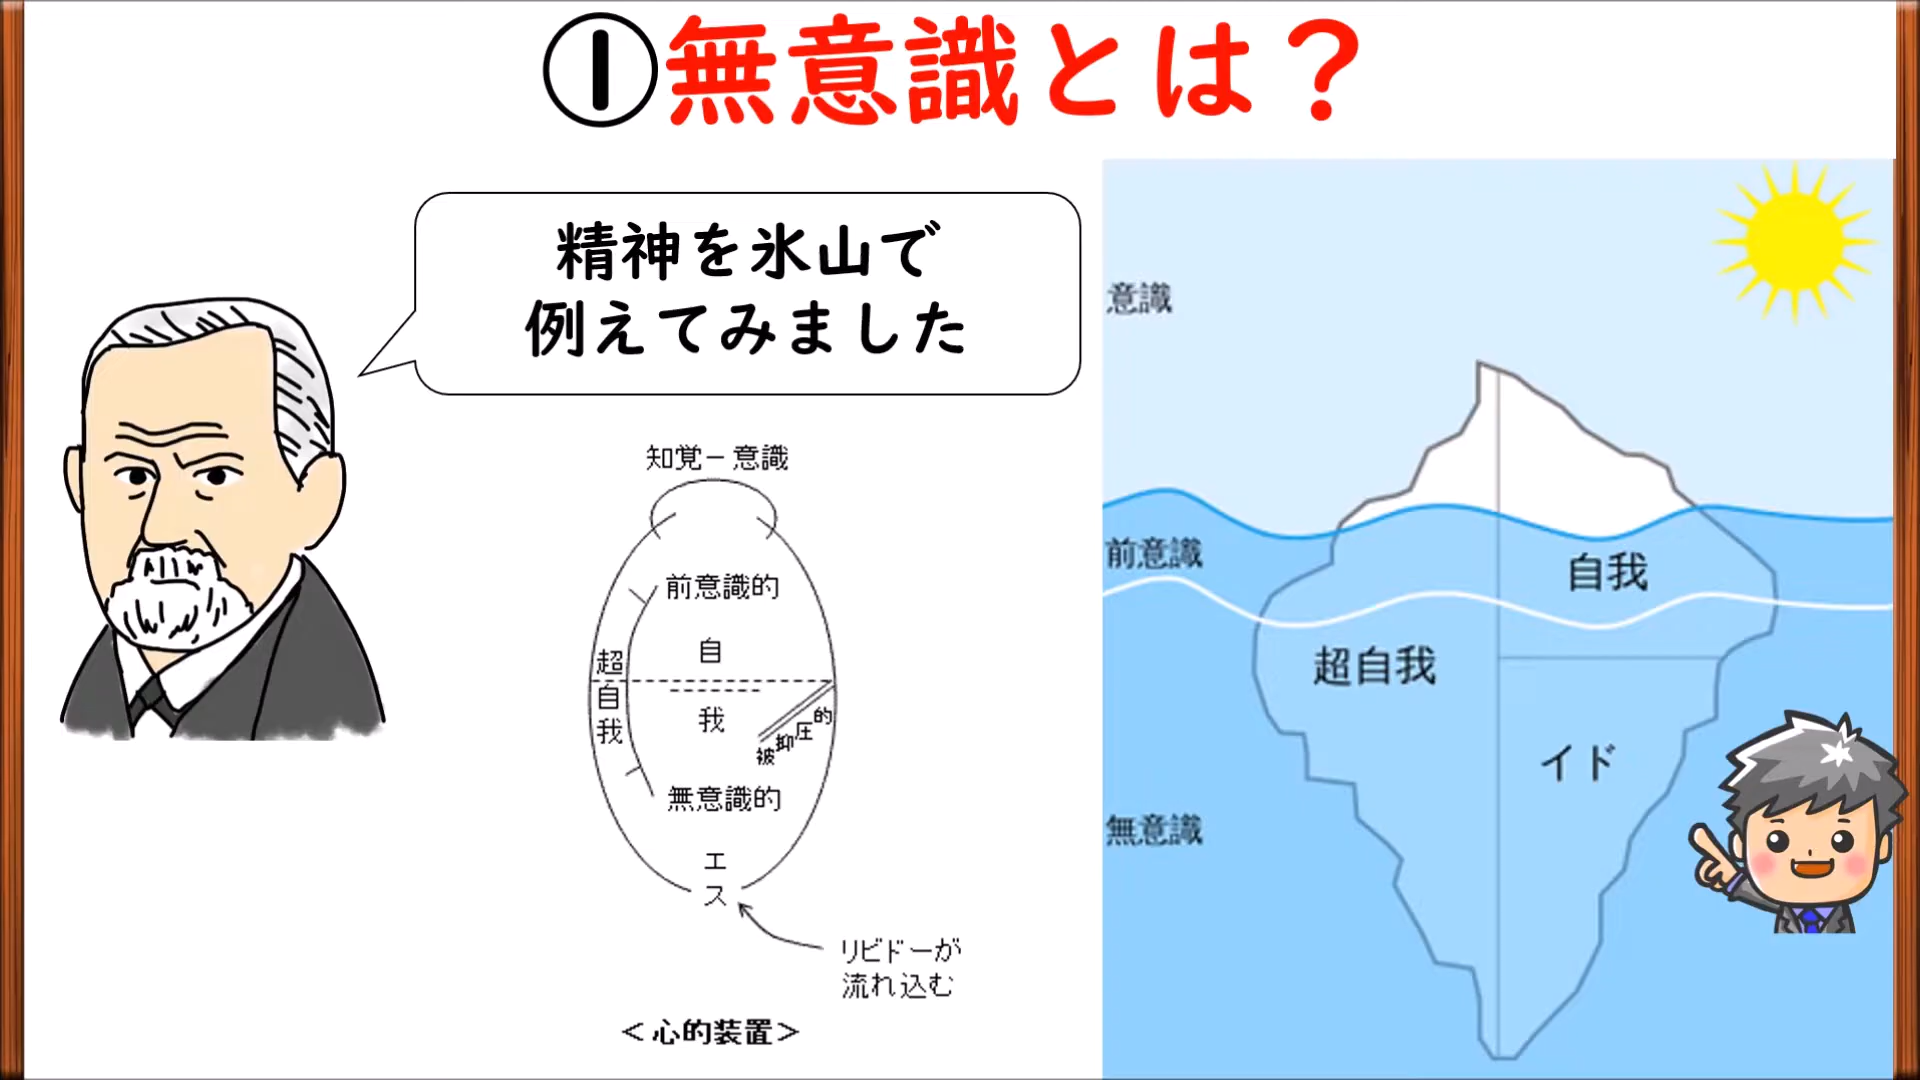 ①無意識とは？
精神を氷山で
例えてみました
知覚－意識
前意識的
自
我
超自我
被抑圧的
無意識的
エス
リビドーが
流れ込む
＜心的装置＞
意識
前意識
自我
超自我
イド
無意識